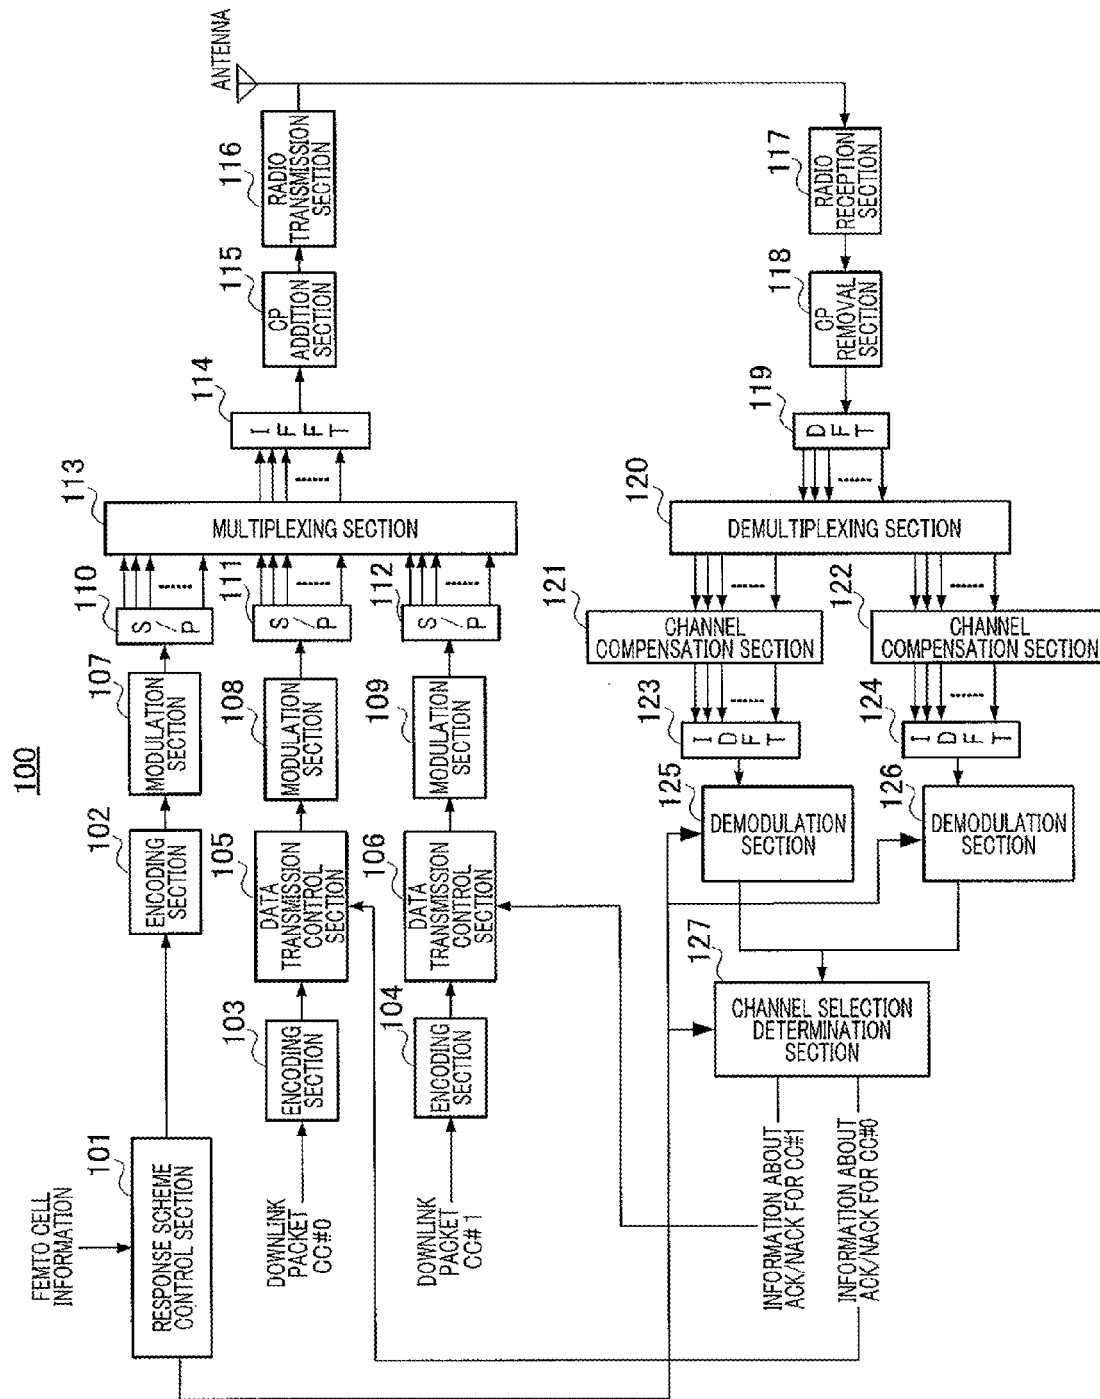 100
FEMTO CELL
INFORMATION
101
RESPONSE SCHEME
CONTROL SECTION
102
ENCODING
SECTION
107
MODULATION
SECTION
110
S/P
DOWNLINK
PACKET
CC#0
103
ENCODING
SECTION
105
DATA
TRANSMISSION
CONTROL
SECTION
108
MODULATION
SECTION
111
S/P
DOWNLINK
PACKET
CC#1
104
ENCODING
SECTION
106
DATA
TRANSMISSION
CONTROL
SECTION
109
MODULATION
SECTION
112
S/P
113
MULTIPLEXING SECTION
114
IFFT
115
CP
ADDITION
SECTION
116
RADIO
TRANSMISSION
SECTION
ANTENNA
117
RADIO
RECEPTION
SECTION
118
CP
REMOVAL
SECTION
119
DFT
120
DEMULTIPLEXING SECTION
121
CHANNEL
COMPENSATION SECTION
122
CHANNEL
COMPENSATION SECTION
123
IDFT
124
IDFT
125
DEMODULATION
SECTION
126
DEMODULATION
SECTION
127
CHANNEL SELECTION
DETERMINATION
SECTION
INFORMATION ABOUT
ACK/NACK FOR CC#1
INFORMATION ABOUT
ACK/NACK FOR CC#0